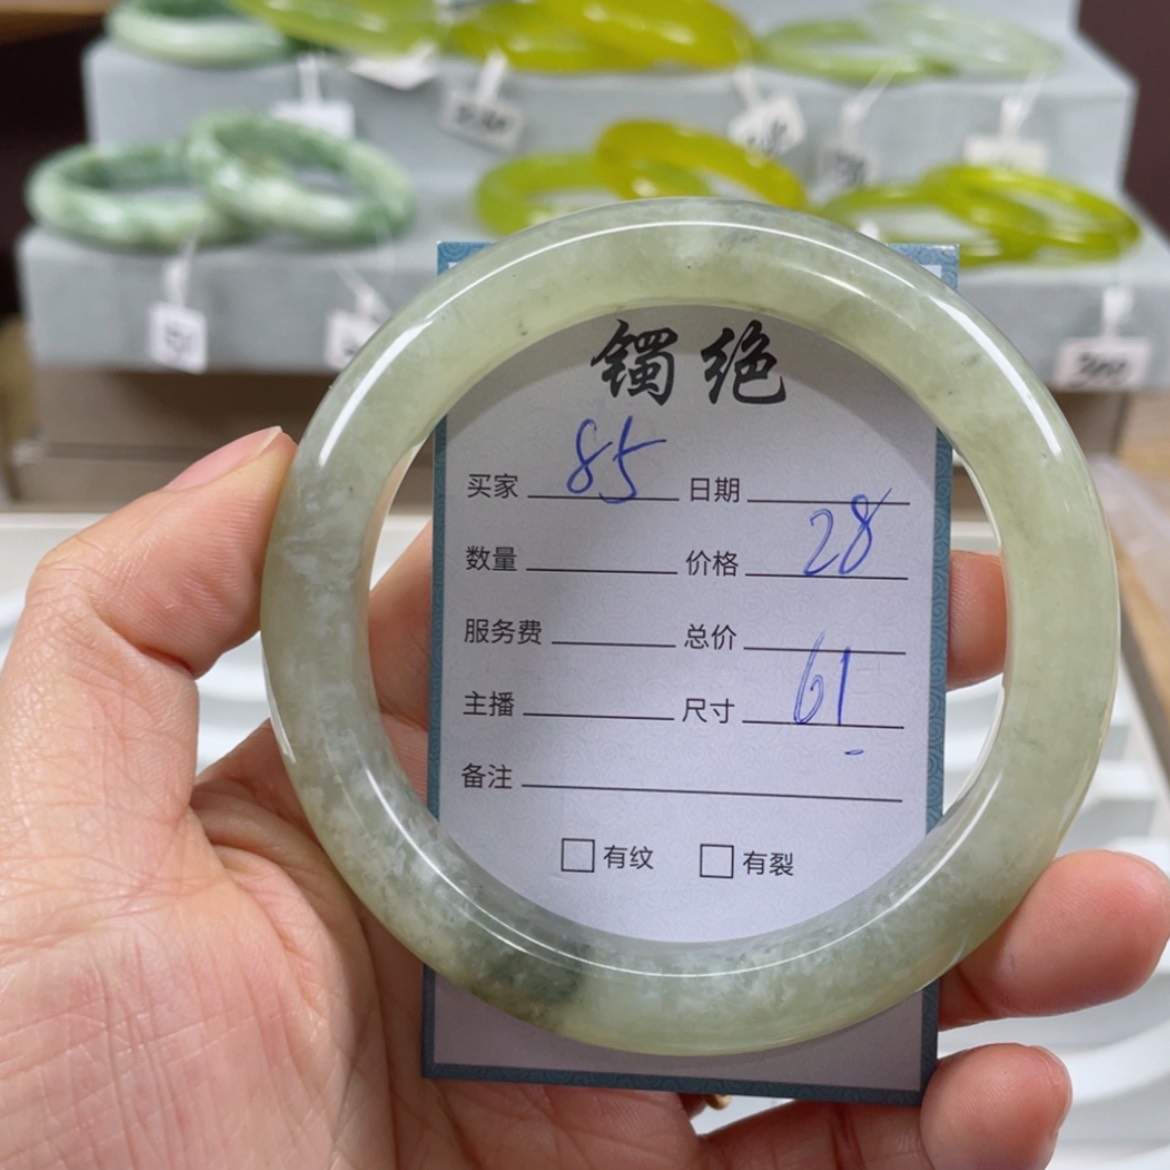 镯绝
买家 85 日期
数量 价格 28
服务费 总价
主播 尺寸 61
备注
□ 有纹 □ 有裂
300